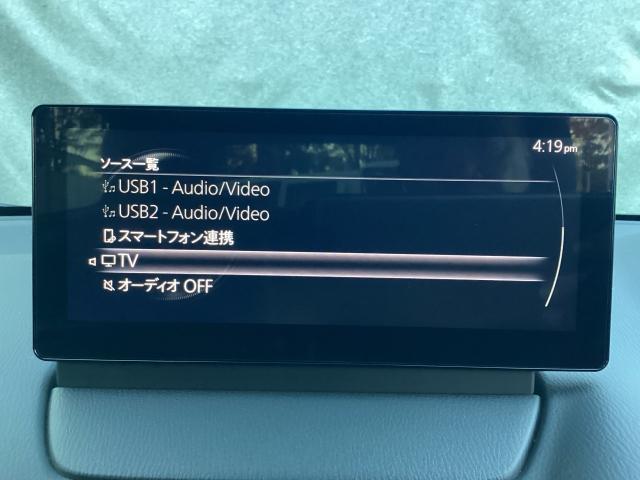 4:19pm
ソース一覧
USB1 - Audio/Video
USB2 - Audio/Video
スマートフォン連携
TV
オーディオ OFF